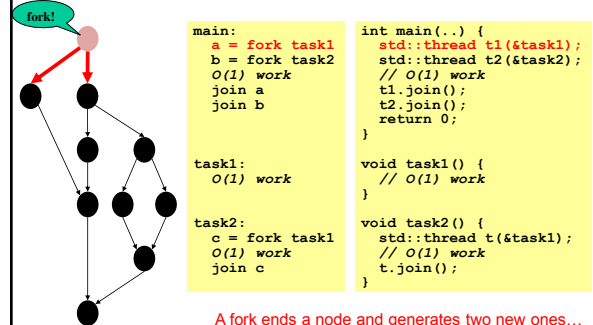 fork!
main:
a = fork task1
b = fork task2
O(1) work
join a
join b
task1:
O(1) work
task2:
c = fork task1
O(1) work
join c
int main(..) {
std::thread t1(&task1);
std::thread t2(&task2);
// O(1) work
t1.join();
t2.join();
return 0;
}
void task1() {
// O(1) work
}
void task2() {
std::thread t(&task1);
// O(1) work
t.join();
}
A fork ends a node and generates two new ones…